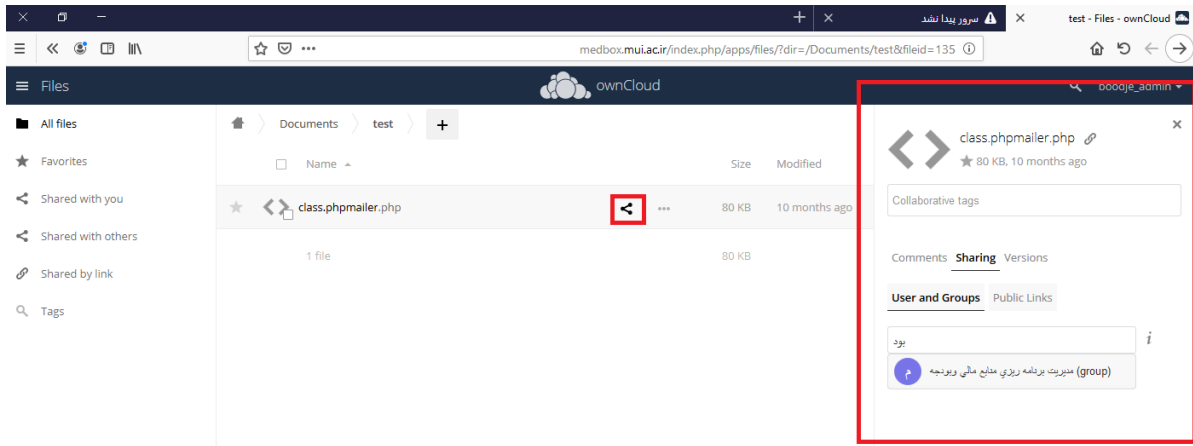 سرور پیدا نشد
test - Files - ownCloud
medbox.mui.ac.ir/index.php/apps/files/?dir=/Documents/test&fileid=135
Files
ownCloud
boodje_admin
All files
Favorites
Shared with you
Shared with others
Shared by link
Tags
Documents
test
+
Name
Size
Modified
class.phpmailer.php
80 KB
10 months ago
1 file
80 KB
class.phpmailer.php
80 KB, 10 months ago
Collaborative tags
Comments Sharing Versions
User and Groups Public Links
بود
i
م
مدیریت برنامه ریزي منابع مالي وبودجه (group)